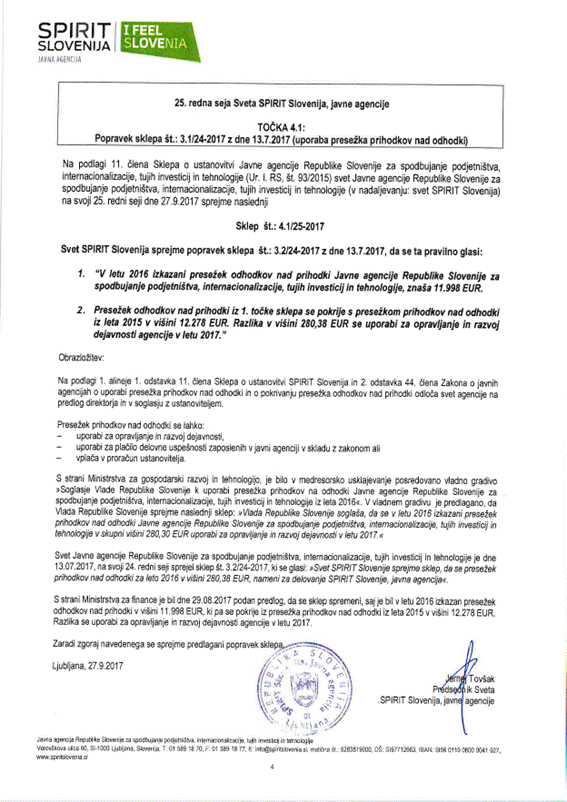 SPIRIT
SLOVENIJA
JAVNA AGENCIJA
I FEEL
SLOVENIA
25. redna seja Sveta SPIRIT Slovenija, javne agencije
TOČKA 4.1:
Popravek sklepa št.: 3.1/24-2017 z dne 13.7.2017 (uporaba presežka prihodkov nad odhodki)
Na podlagi 11. člena Sklepa o ustanovitvi Javne agencije Republike Slovenije za spodbujanje podjetništva,
internacionalizacije, tujih investicij in tehnologije (Ur. l. RS, št. 93/2015) svet Javne agencije Republike Slovenije za
spodbujanje podjetništva, internacionalizacije, tujih investicij in tehnologije (v nadaljevanju: svet SPIRIT Slovenija)
na svoji 25. redni seji dne 27.9.2017 sprejme naslednji
Sklep št.: 4.1/25-2017
Svet SPIRIT Slovenija sprejme popravek sklepa št.: 3.2/24-2017 z dne 13.7.2017, da se ta pravilno glasi:
1. "V letu 2016 izkazani presežek odhodkov nad prihodki Javne agencije Republike Slovenije za
spodbujanje podjetništva, internacionalizacije, tujih investicij in tehnologije, znaša 11.998 EUR.
2. Presežek odhodkov nad prihodki iz 1. točke sklepa se pokrije s presežkom prihodkov nad odhodki
iz leta 2015 v višini 12.278 EUR. Razlika v višini 280,38 EUR se uporabi za opravljanje in razvoj
dejavnosti agencije v letu 2017."
Obrazložitev:
Na podlagi 1. alineje 1. odstavka 11. člena Sklepa o ustanovitvi SPIRIT Slovenija in 2. odstavka 44. člena Zakona o javnih
agencijah o uporabi presežka prihodkov nad odhodki in o pokrivanju presežka odhodkov nad prihodki odloča svet agencije na
predlog direktorja in v soglasju z ustanoviteljem.
Presežek prihodkov nad odhodki se lahko:
– uporabi za opravljanje in razvoj dejavnosti,
– uporabi za plačilo delovne uspešnosti zaposlenih v javni agenciji v skladu z zakonom ali
– vplača v proračun ustanovitelja.
S strani Ministrstva za gospodarski razvoj in tehnologijo, je bilo v medresorsko usklajevanje posredovano vladno gradivo
»Soglasje Vlade Republike Slovenije k uporabi presežka prihodkov na odhodki Javne agencije Republike Slovenije za
spodbujanje podjetništva, internacionalizacije, tujih investicij in tehnologije iz leta 2016«. V vladnem gradivu je predlagano, da
Vlada Republike Slovenije sprejme naslednji sklep: »Vlada Republike Slovenije soglaša, da se v letu 2016 izkazani presežek
prihodkov nad odhodki Javne agencije Republike Slovenije za spodbujanje podjetništva, internacionalizacije, tujih investicij in
tehnologije v skupni višini 280,30 EUR uporabi za opravljanje in razvoj dejavnosti v letu 2017.«
Svet Javne agencije Republike Slovenije za spodbujanje podjetništva, internacionalizacije, tujih investicij in tehnologije je dne
13.07.2017, na svoji 24. redni seji sprejel sklep št. 3.2/24-2017, ki se glasi: »Svet SPIRIT Slovenije sprejme sklep, da se presežek
prihodkov nad odhodki za leto 2016 v višini 280,38 EUR, nameni za delovanje SPIRIT Slovenije, javne agencije«.
S strani Ministrstva za finance je bil dne 29.08.2017 podan predlog, da se sklep spremeni, saj je bil v letu 2016 izkazan presežek
odhodkov nad prihodki v višini 11.998 EUR, ki pa se pokrije iz presežka prihodkov nad odhodki iz leta 2015 v višini 12.278 EUR.
Razlika se uporabi za opravljanje in razvoj dejavnosti agencije v letu 2017.
Zaradi zgoraj navedenega se sprejme predlagani popravek sklepa.
Ljubljana, 27.9.2017
REPUBLIKA SLOVENIJA
Ljubljana
Jernej Tovšak
Predsednik Sveta
SPIRIT Slovenije, javne agencije
Javna agencija Republike Slovenije za spodbujanje podjetništva, internacionalizacije, tujih investicij in tehnologije
Verovškova ulica 60, SI-1000 Ljubljana, Slovenija, T: 01 589 18 70, F: 01 589 18 77, E: info@spiritslovenia.si, matična št.: 6283519000, DŠ: SI97712663, IBAN: SI56 0110 0600 0041 927,
www.spiritslovenia.si
4